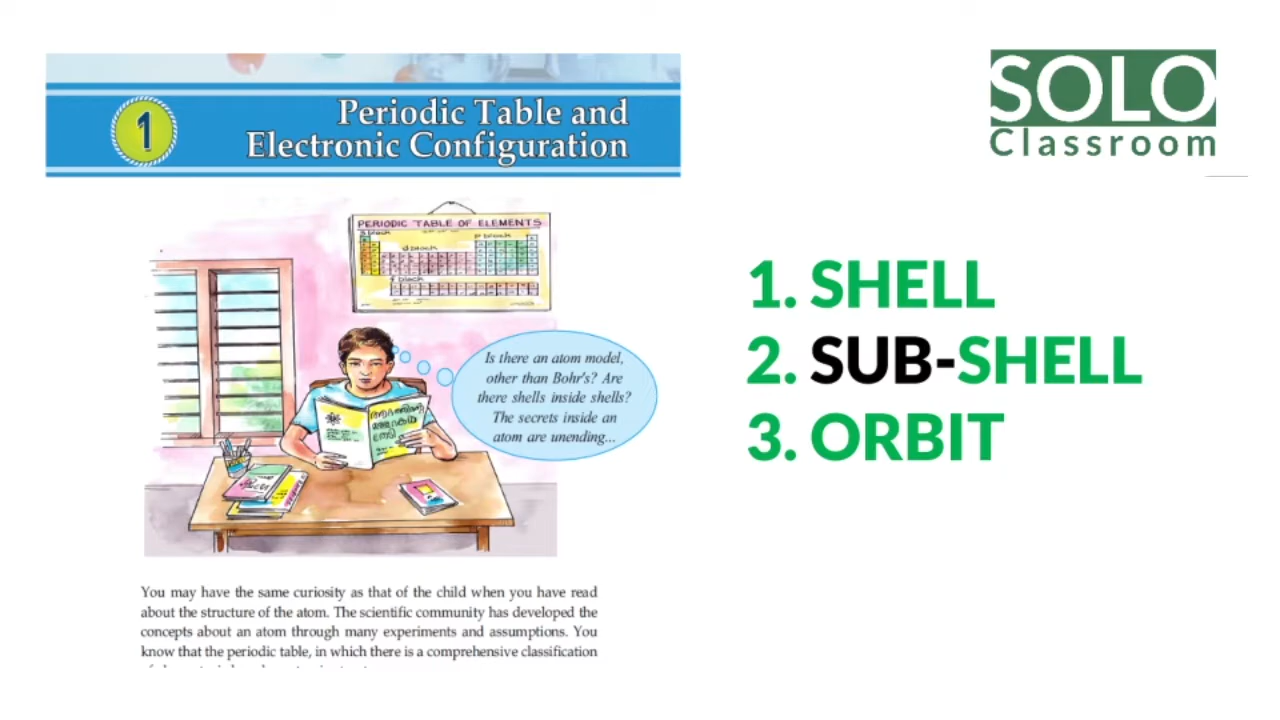 1
Periodic Table and
Electronic Configuration
PERIODIC TABLE OF ELEMENTS
s block
p block
d block
f block
Is there an atom model,
other than Bohr's? Are
there shells inside shells?
The secrets inside an
atom are unending...
You may have the same curiosity as that of the child when you have read
about the structure of the atom. The scientific community has developed the
concepts about an atom through many experiments and assumptions. You
know that the periodic table, in which there is a comprehensive classification
SOLO
Classroom
1. SHELL
2. SUB-SHELL
3. ORBIT